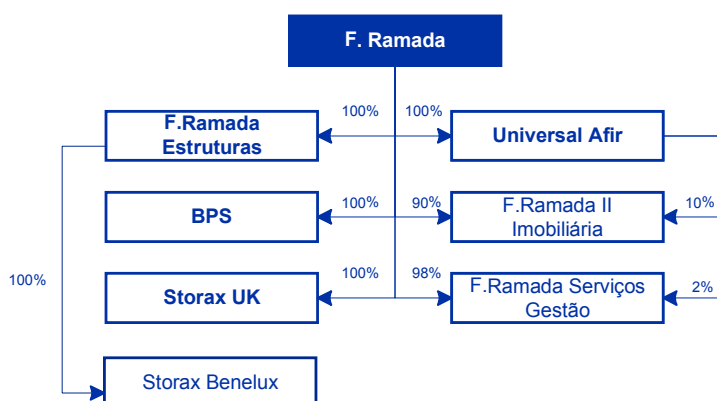 F. Ramada
100% 100%
F.Ramada
Estruturas
Universal Afir
100% 90% 10%
BPS
F.Ramada II
Imobiliária
100%
100% 98% 2%
Storax UK
F.Ramada Serviços
Gestão
Storax Benelux